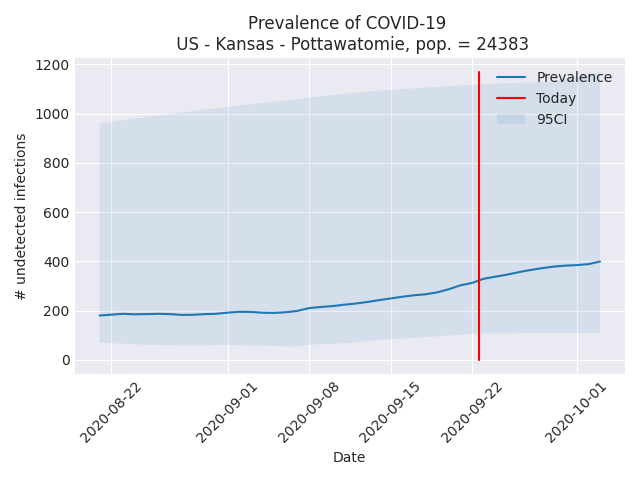 Prevalence of COVID-19
US - Kansas - Pottawatomie, pop. = 24383
1200
1000
800
600
400
200
0
# undetected infections
Prevalence
Today
95CI
2020-08-22
2020-09-01
2020-09-08
2020-09-15
2020-09-22
2020-10-01
Date